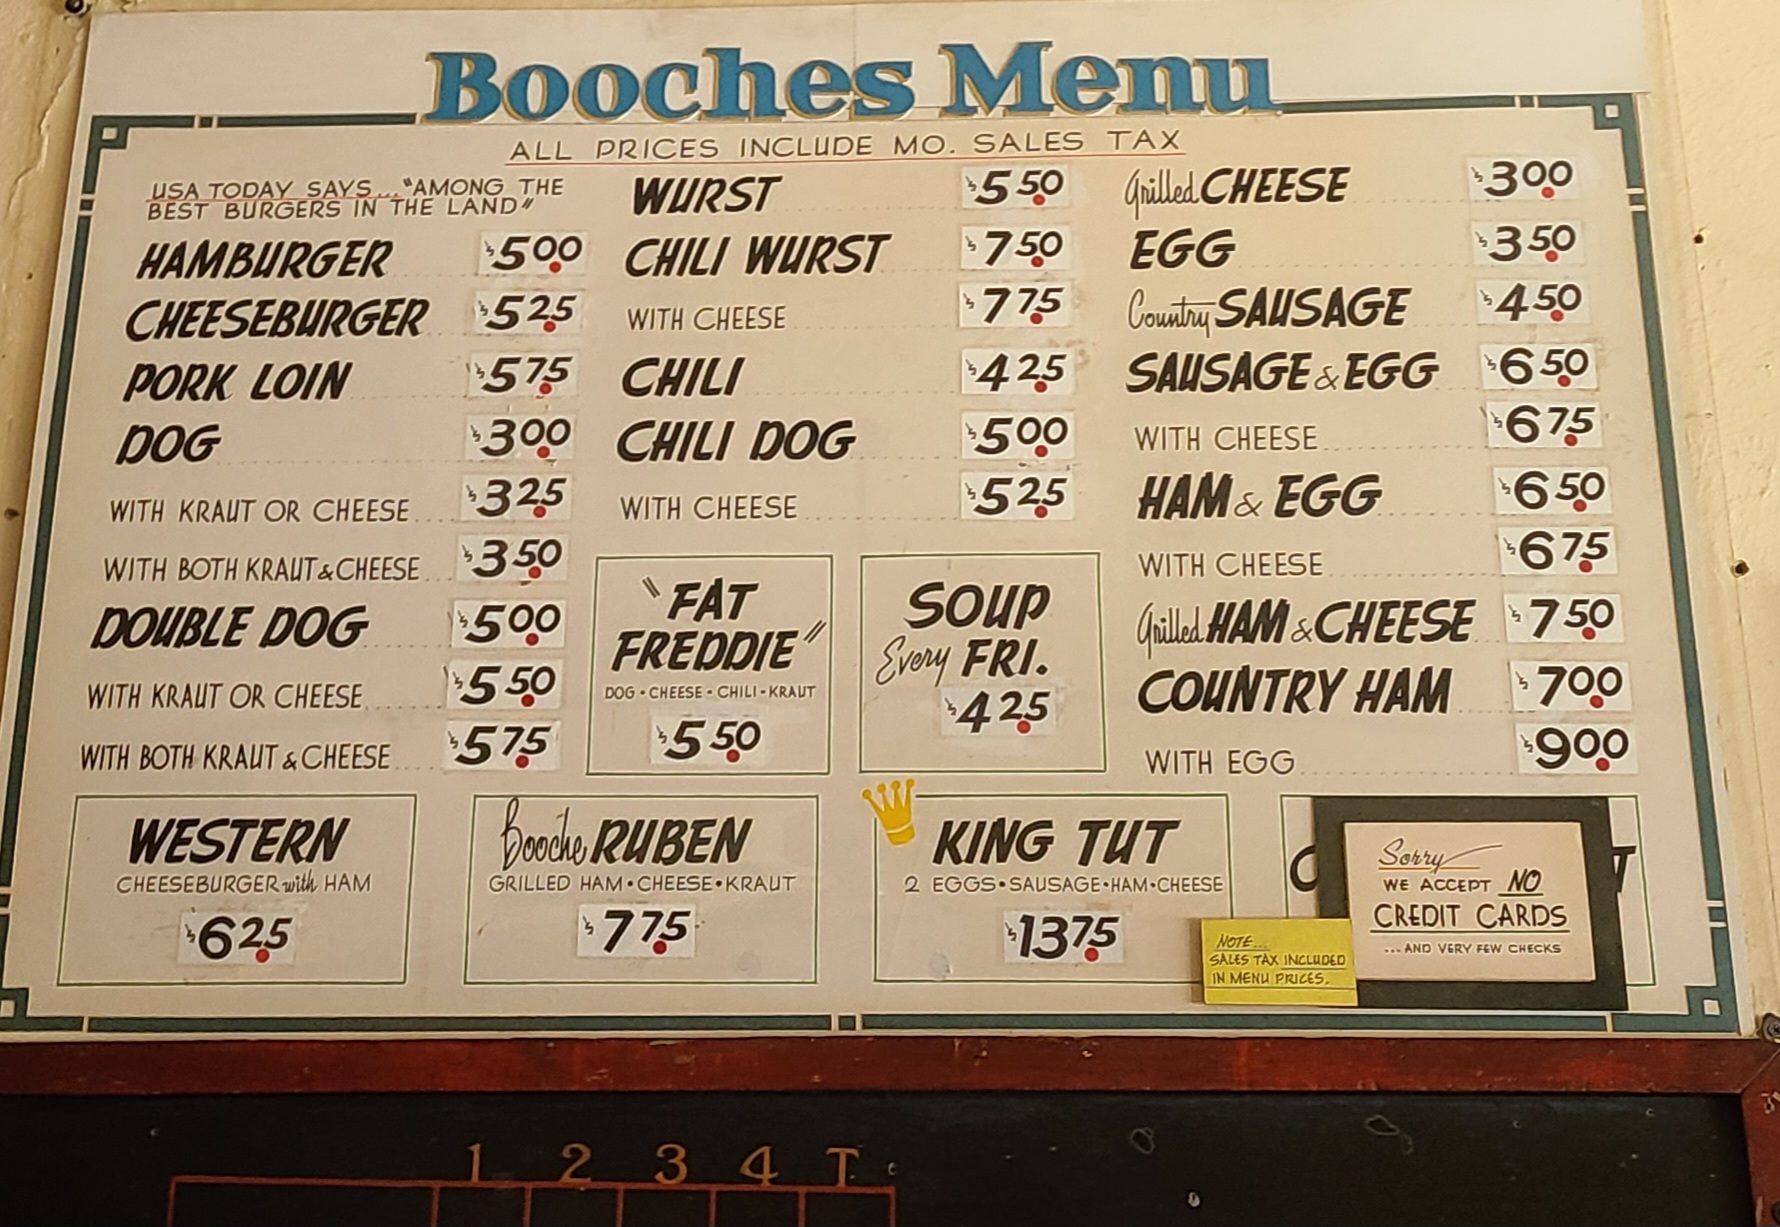 Booches Menu
ALL PRICES INCLUDE MO. SALES TAX
USA TODAY SAYS... "AMONG THE
BEST BURGERS IN THE LAND"
HAMBURGER $5.00
CHEESEBURGER $5.25
PORK LOIN $5.75
DOG $3.00
WITH KRAUT OR CHEESE $3.25
WITH BOTH KRAUT & CHEESE $3.50
DOUBLE DOG $5.00
WITH KRAUT OR CHEESE $5.50
WITH BOTH KRAUT & CHEESE $5.75
WURST $5.50
CHILI WURST $7.50
WITH CHEESE $7.75
CHILI $4.25
CHILI DOG $5.00
WITH CHEESE $5.25
"FAT
FREDDIE"
DOG • CHEESE • CHILI • KRAUT
$5.50
SOUP
Every FRI.
$4.25
Grilled CHEESE $3.00
EGG $3.50
Country SAUSAGE $4.50
SAUSAGE & EGG $6.50
WITH CHEESE $6.75
HAM & EGG $6.50
WITH CHEESE $6.75
Grilled HAM & CHEESE $7.50
COUNTRY HAM $7.00
WITH EGG $9.00
WESTERN
CHEESEBURGER with HAM
$6.25
Booche RUBEN
GRILLED HAM • CHEESE • KRAUT
$7.75
KING TUT
2 EGGS • SAUSAGE • HAM • CHEESE
$13.75
NOTE...
SALES TAX INCLUDED
IN MENU PRICES.
Sorry
WE ACCEPT NO
CREDIT CARDS
...AND VERY FEW CHECKS
1 2 3 4 T